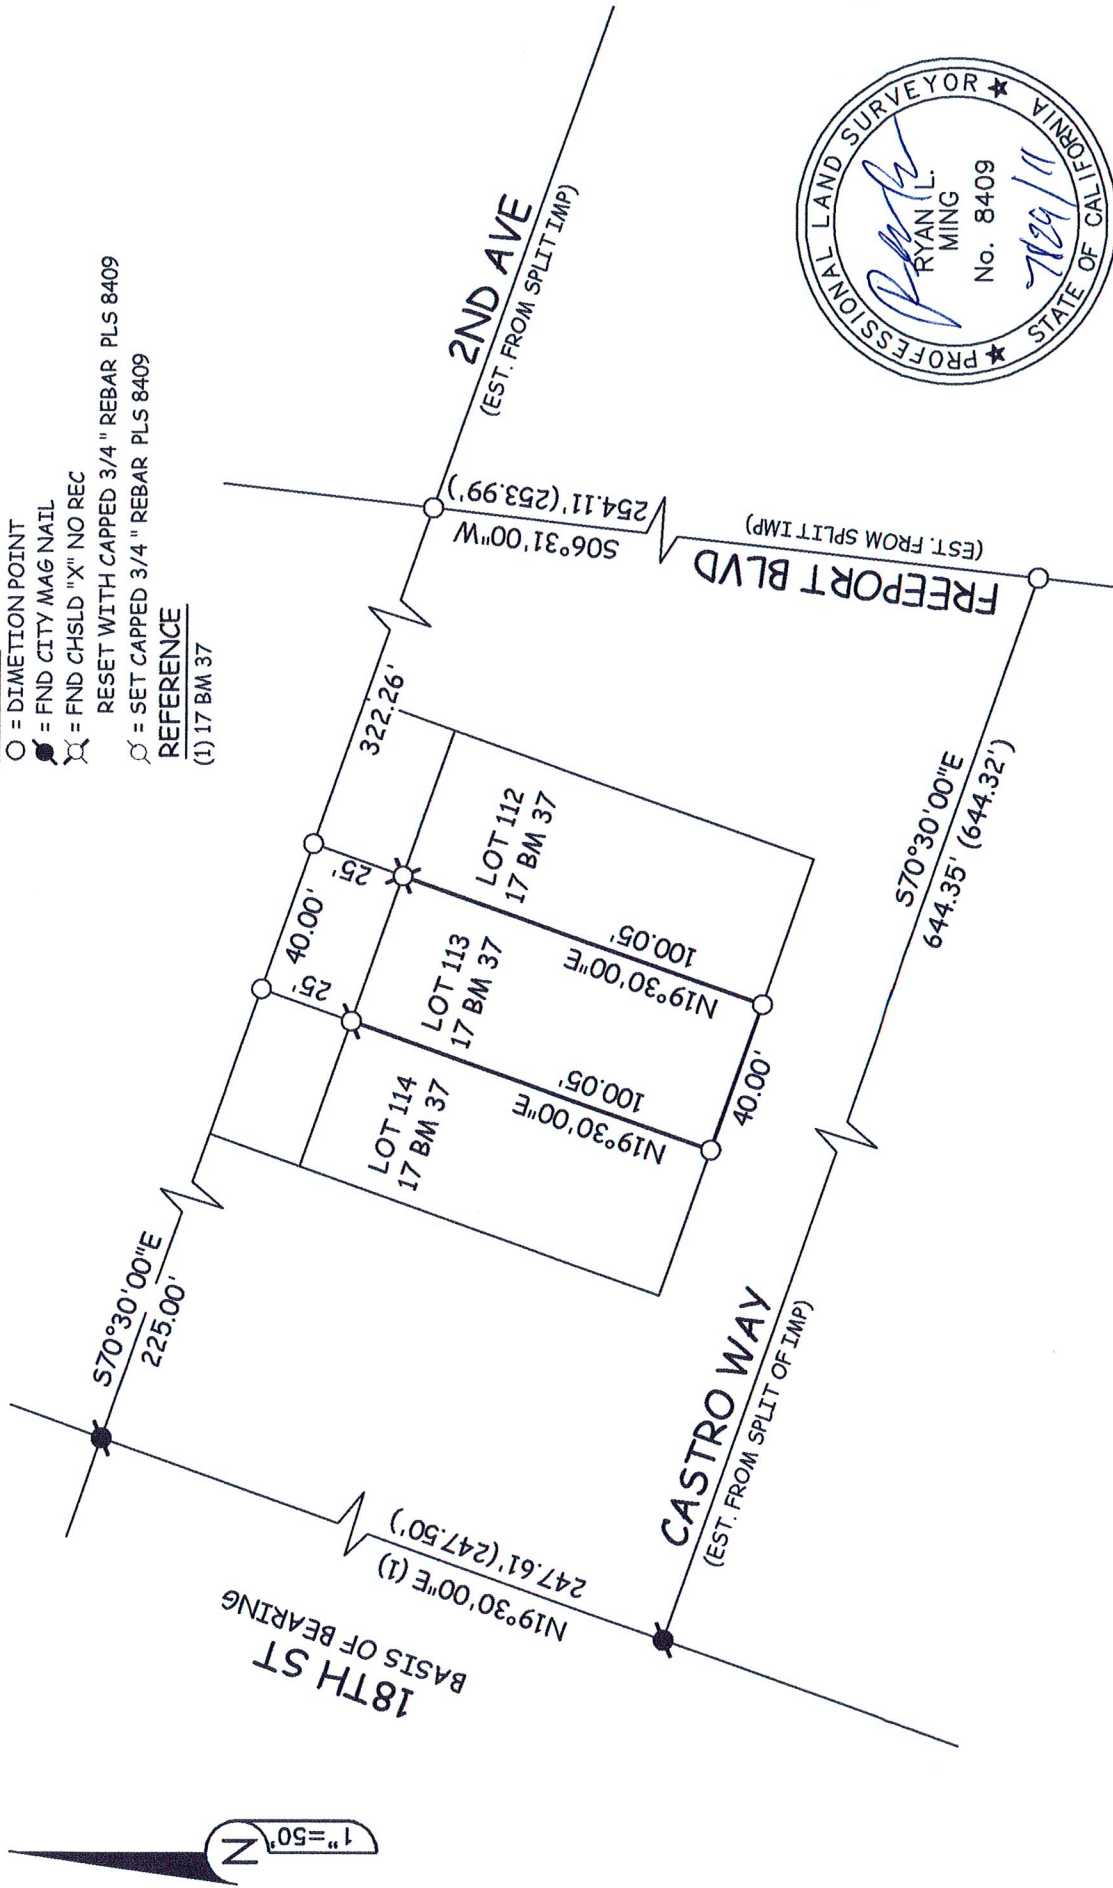 ○ = DIMETION POINT
= FND CITY MAG NAIL
= FND CHSLD "X" NO REC
RESET WITH CAPPED 3/4" REBAR PLS 8409
= SET CAPPED 3/4" REBAR PLS 8409
REFERENCE
(1) 17 BM 37
2ND AVE
(EST. FROM SPLIT IMP)
S70°30'00"E
225.00'
40.00'
322.26'
25'
25'
LOT 114
17 BM 37
LOT 113
17 BM 37
LOT 112
17 BM 37
N19°30'00"E
100.05'
N19°30'00"E
100.05'
40.00'
S06°31'00"W
254.11' (253.99')
FREEPORT BLVD
(EST. FROM SPLIT IMP)
S70°30'00"E
644.35' (644.32')
CASTRO WAY
(EST. FROM SPLIT OF IMP)
18TH ST
BASIS OF BEARING
N19°30'00"E (1)
247.61' (247.50')
N
1"=50'
PROFESSIONAL LAND SURVEYOR
RYAN L.
MING
No. 8409
7/29/11
STATE OF CALIFORNIA